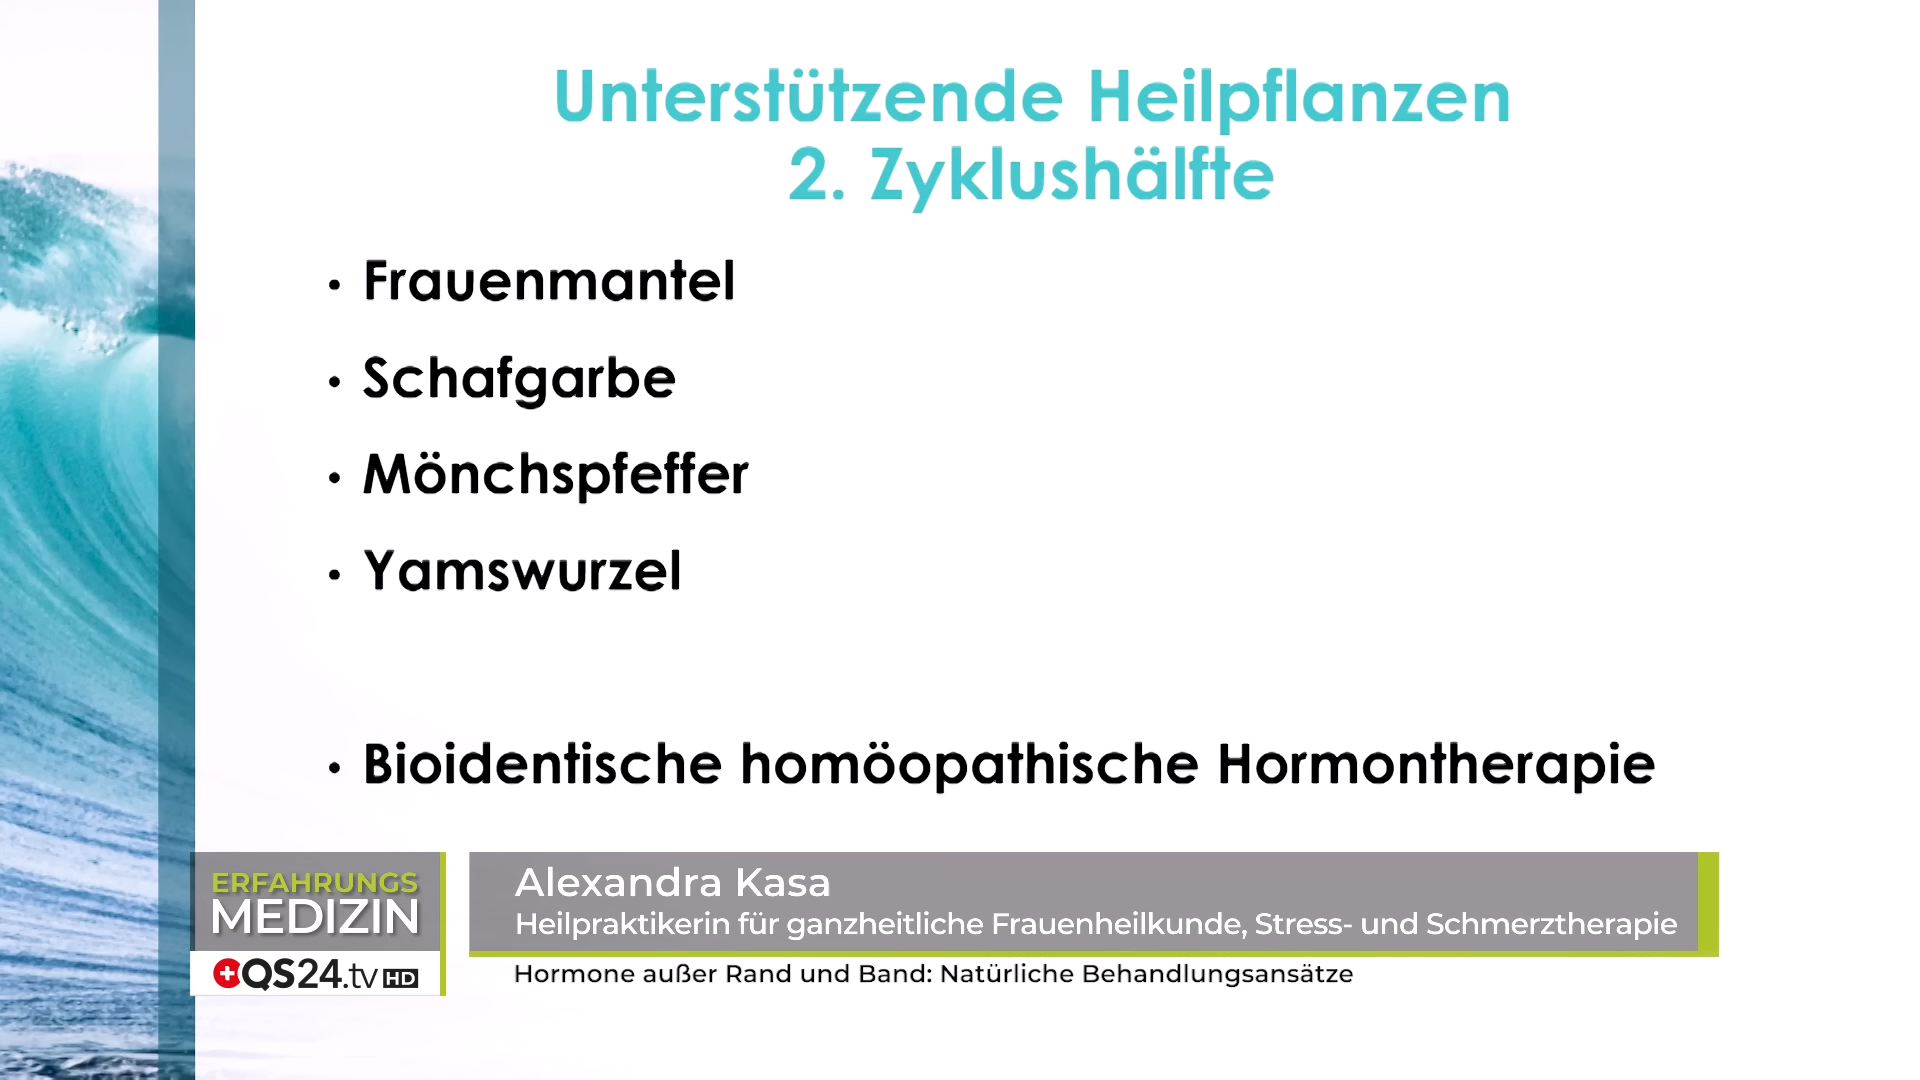 Unterstützende Heilpflanzen
2. Zyklushälfte
• Frauenmantel
• Schafgarbe
• Mönchspfeffer
• Yamswurzel
• Bioidentische homöopathische Hormontherapie
ERFAHRUNGS
MEDIZIN
QS24.tv HD
Alexandra Kasa
Heilpraktikerin für ganzheitliche Frauenheilkunde, Stress- und Schmerztherapie
Hormone außer Rand und Band: Natürliche Behandlungsansätze